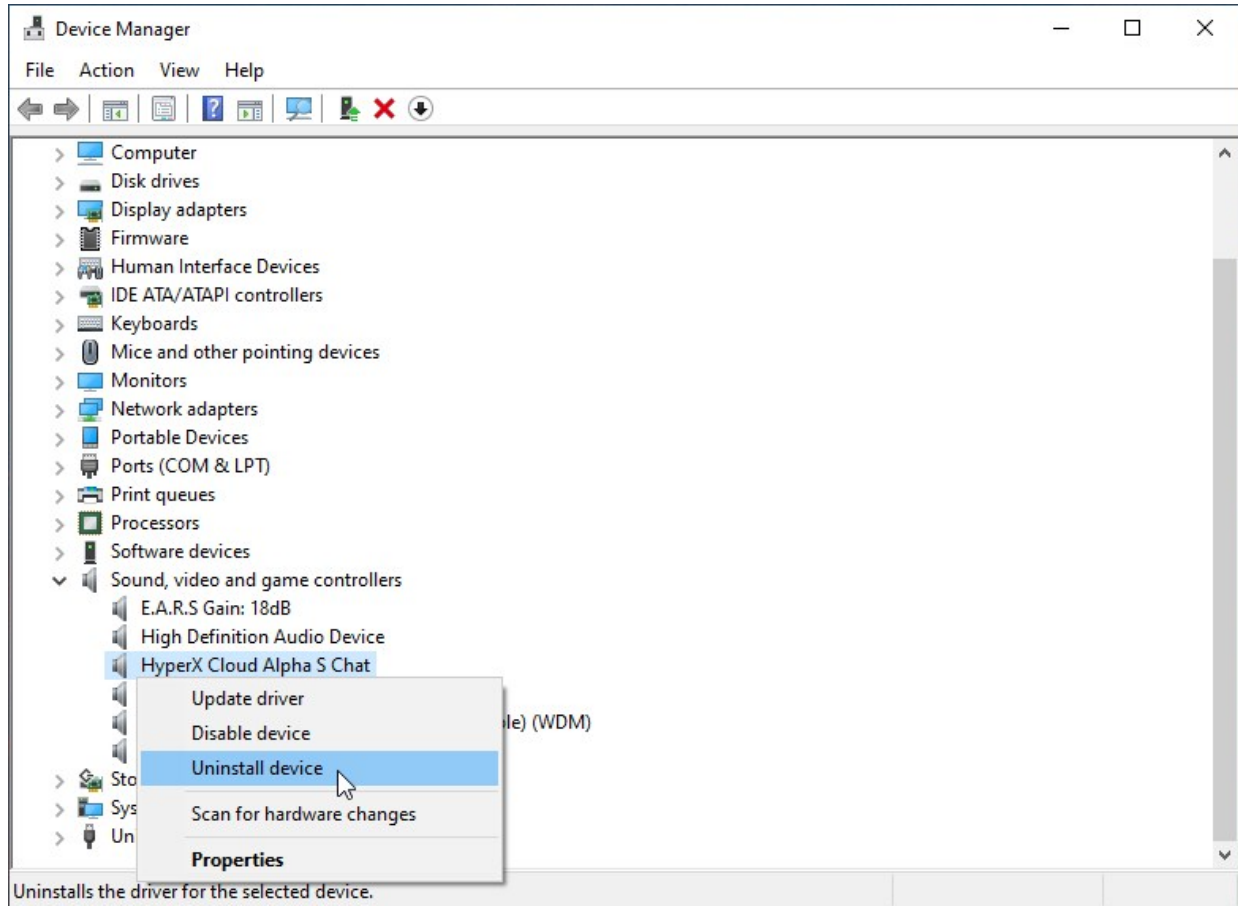 Device Manager
File Action View Help
Computer
Disk drives
Display adapters
Firmware
Human Interface Devices
IDE ATA/ATAPI controllers
Keyboards
Mice and other pointing devices
Monitors
Network adapters
Portable Devices
Ports (COM & LPT)
Print queues
Processors
Software devices
Sound, video and game controllers
E.A.R.S Gain: 18dB
High Definition Audio Device
HyperX Cloud Alpha S Chat
Update driver
(WDM)
Disable device
Uninstall device
Sto
Scan for hardware changes
Sys
Un
Properties
Uninstalls the driver for the selected device.